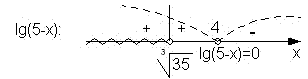 lg(5-x):
+ + 4 -
lg(5-x)=0 x
∛35